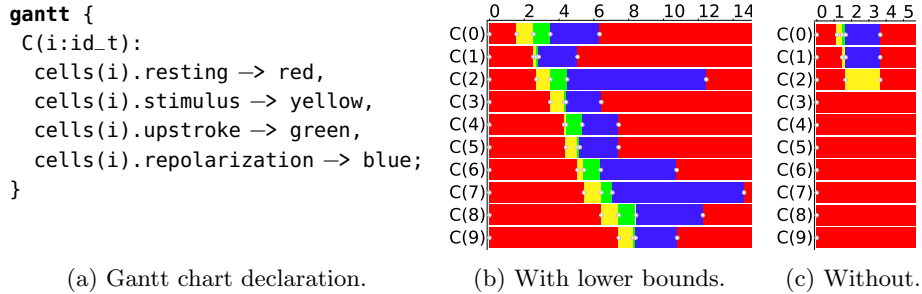 gantt {
C(i:id_t):
cells(i).resting —> red,
cells(i).stimulus —> yellow,
cells(i).upstroke —> green,
cells(i).repolarization —> blue;
}
(a) Gantt chart declaration.
0 2 4 6 8 10 12 14
C(0)
C(1)
C(2)
C(3)
C(4)
C(5)
C(6)
C(7)
C(8)
C(9)
(b) With lower bounds.
0 1 2 3 4 5
C(0)
C(1)
C(2)
C(3)
C(4)
C(5)
C(6)
C(7)
C(8)
C(9)
(c) Without.